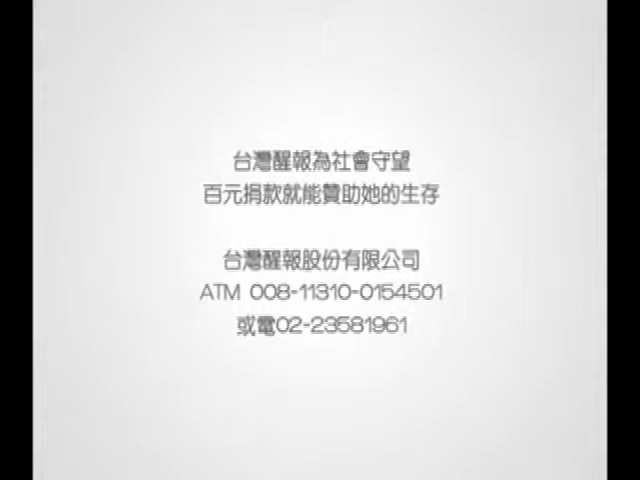 台灣醒報為社會守望
百元捐款就能贊助她的生存
台灣醒報股份有限公司
ATM 008-11310-0154501
或電02-23581961